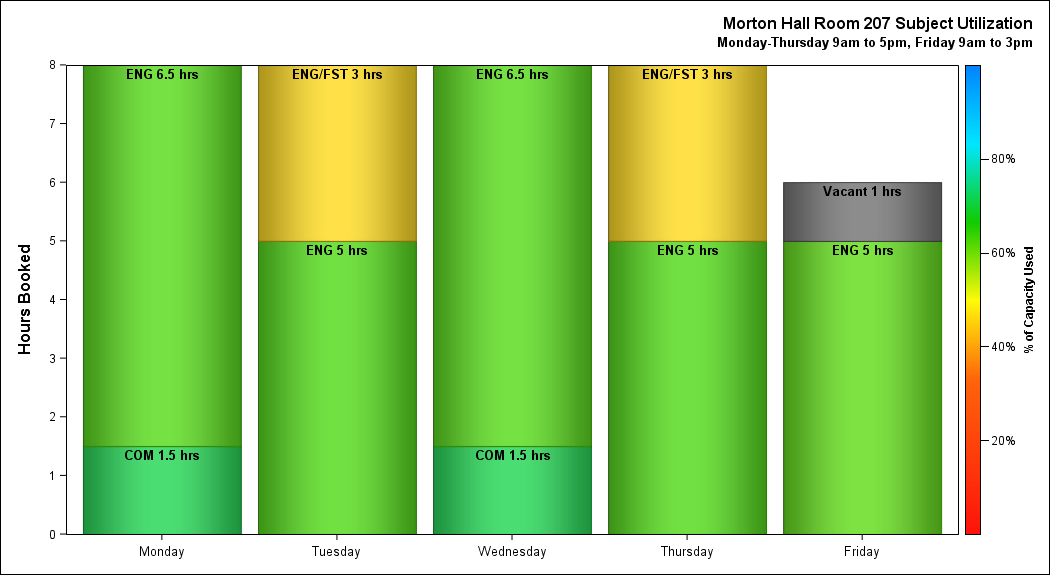 Morton Hall Room 207 Subject Utilization
Monday-Thursday 9am to 5pm, Friday 9am to 3pm
Hours Booked
8
7
6
5
4
3
2
1
0
ENG 6.5 hrs
COM 1.5 hrs
ENG/FST 3 hrs
ENG 5 hrs
ENG 6.5 hrs
COM 1.5 hrs
ENG/FST 3 hrs
ENG 5 hrs
Vacant 1 hrs
ENG 5 hrs
Monday
Tuesday
Wednesday
Thursday
Friday
80%
60%
40%
20%
% of Capacity Used